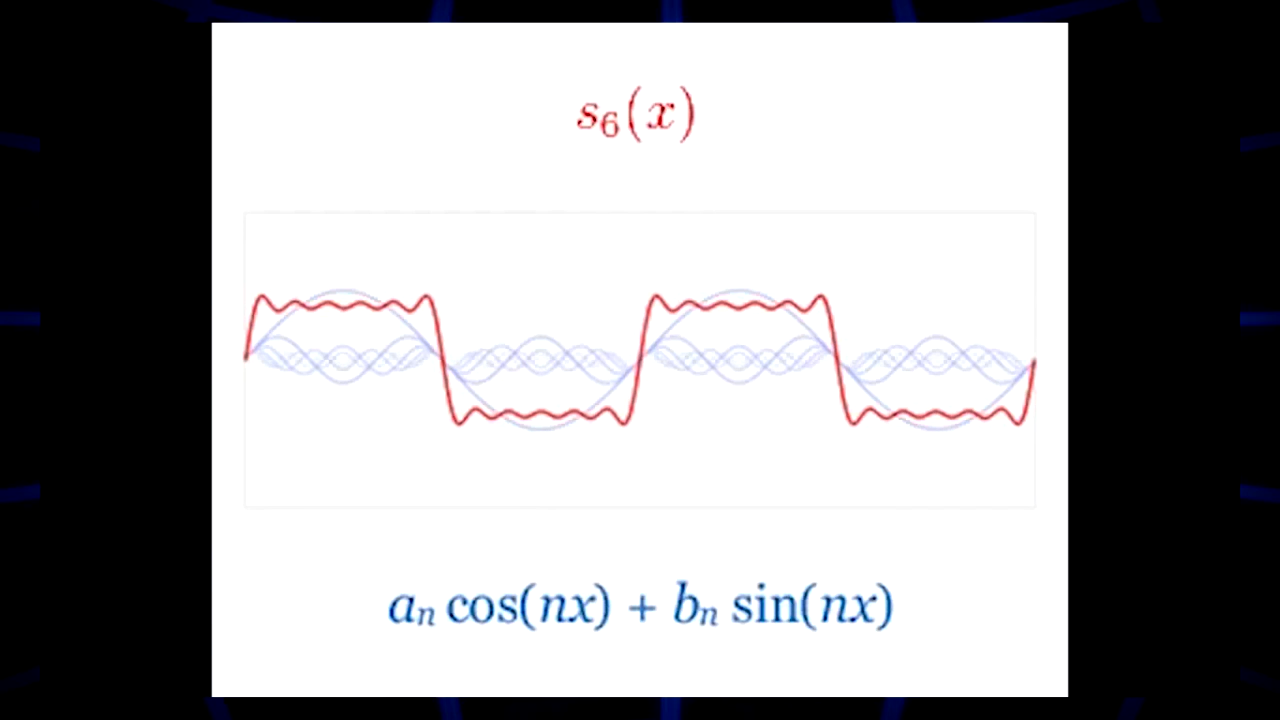 s₆(x)
aₙ cos(nx) + bₙ sin(nx)